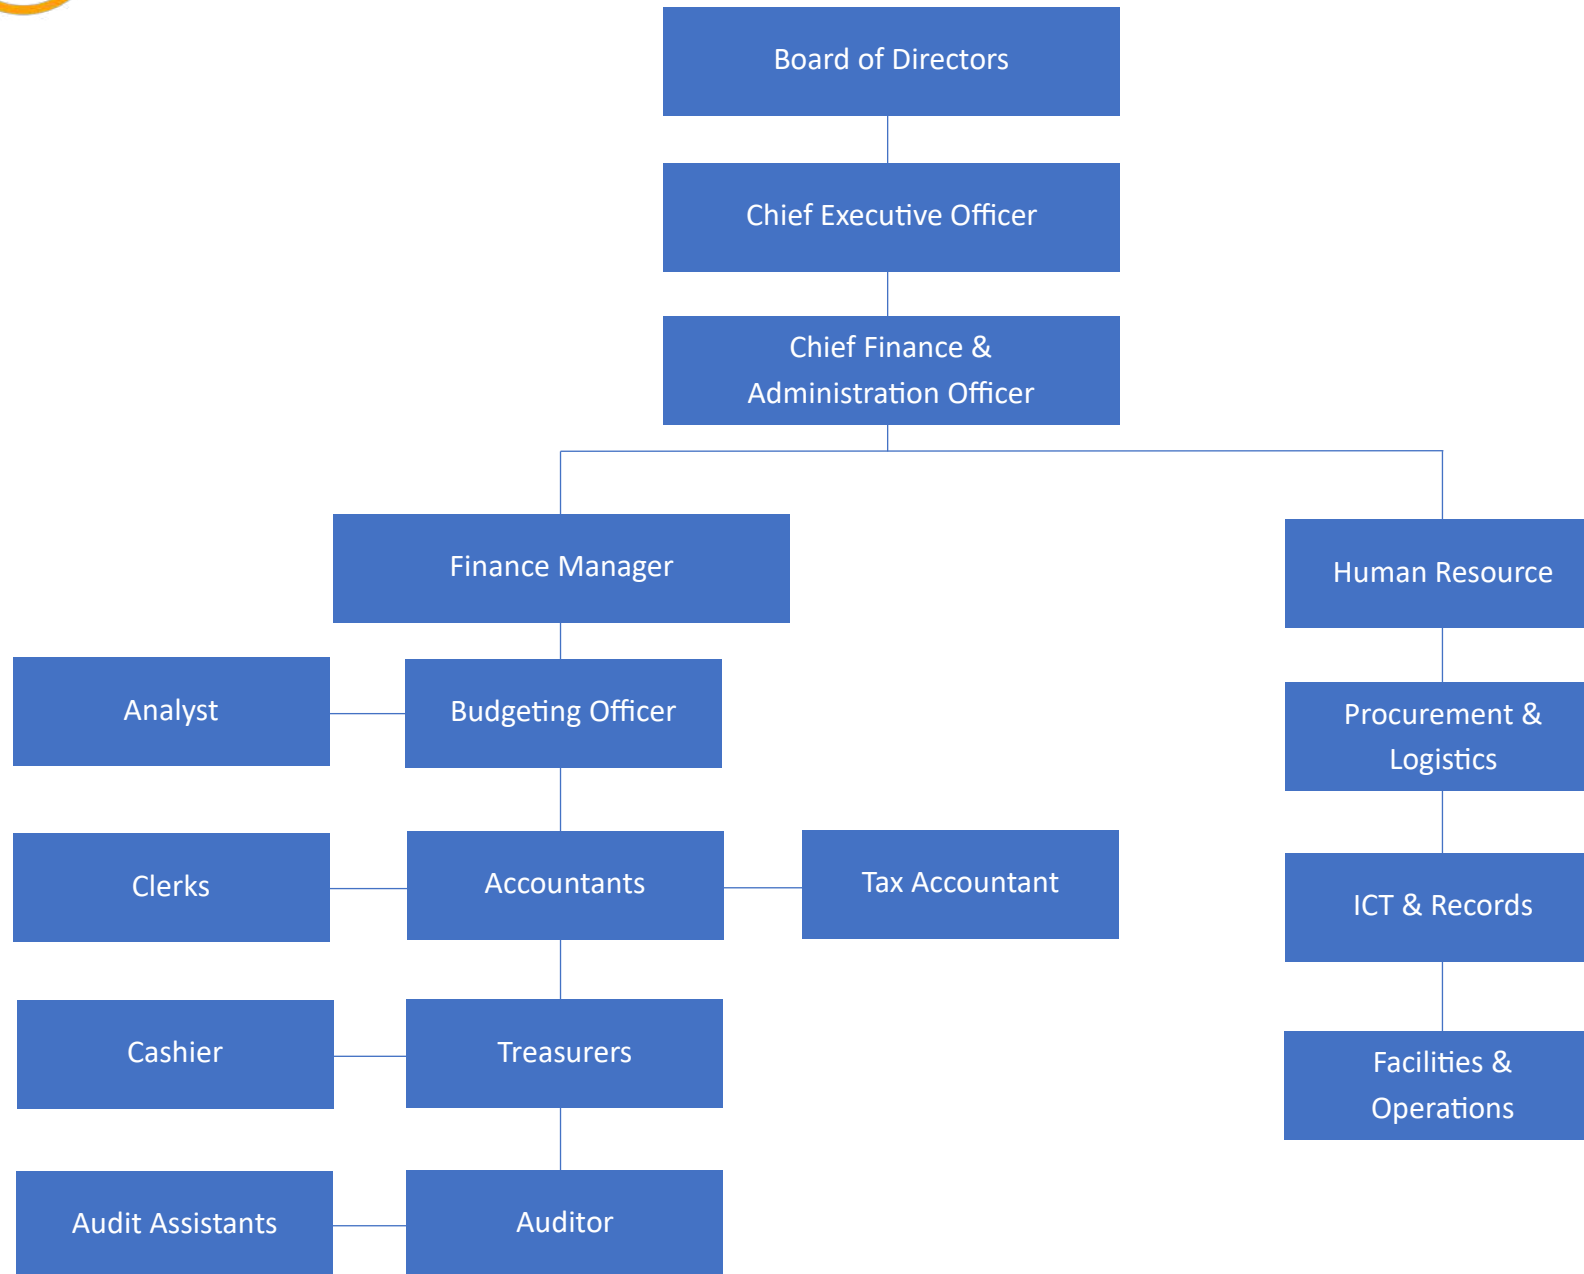 Board of Directors
Chief Executive Officer
Chief Finance &
Administration Officer
Finance Manager
Human Resource
Analyst
Budgeting Officer
Procurement &
Logistics
Clerks
Accountants
Tax Accountant
ICT & Records
Cashier
Treasurers
Facilities &
Operations
Audit Assistants
Auditor